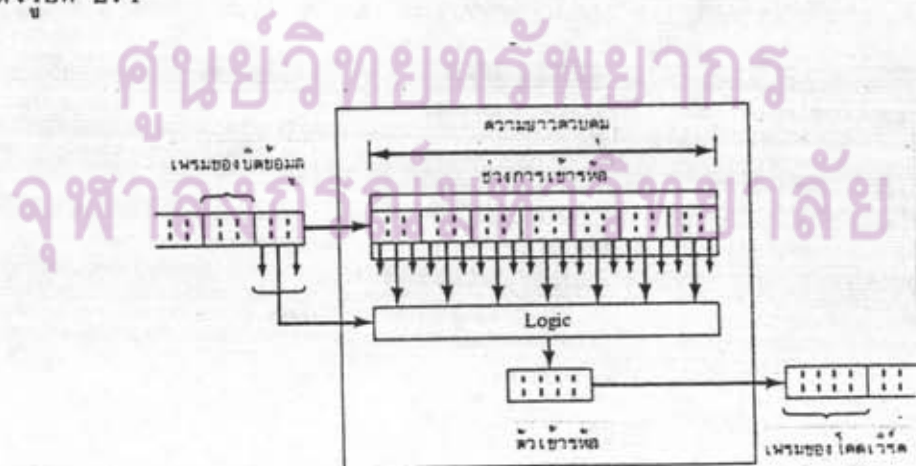 ศูนย์วิทยทรัพยากร
จุฬาลงกรณ์มหาวิทยาลัย
ความยาวควบคุม
เฟรมของบิตข้อมูล
ช่วงการเข้ารหัส
Logic
ตัวเข้ารหัส
เฟรมของโคดเวิร์ด